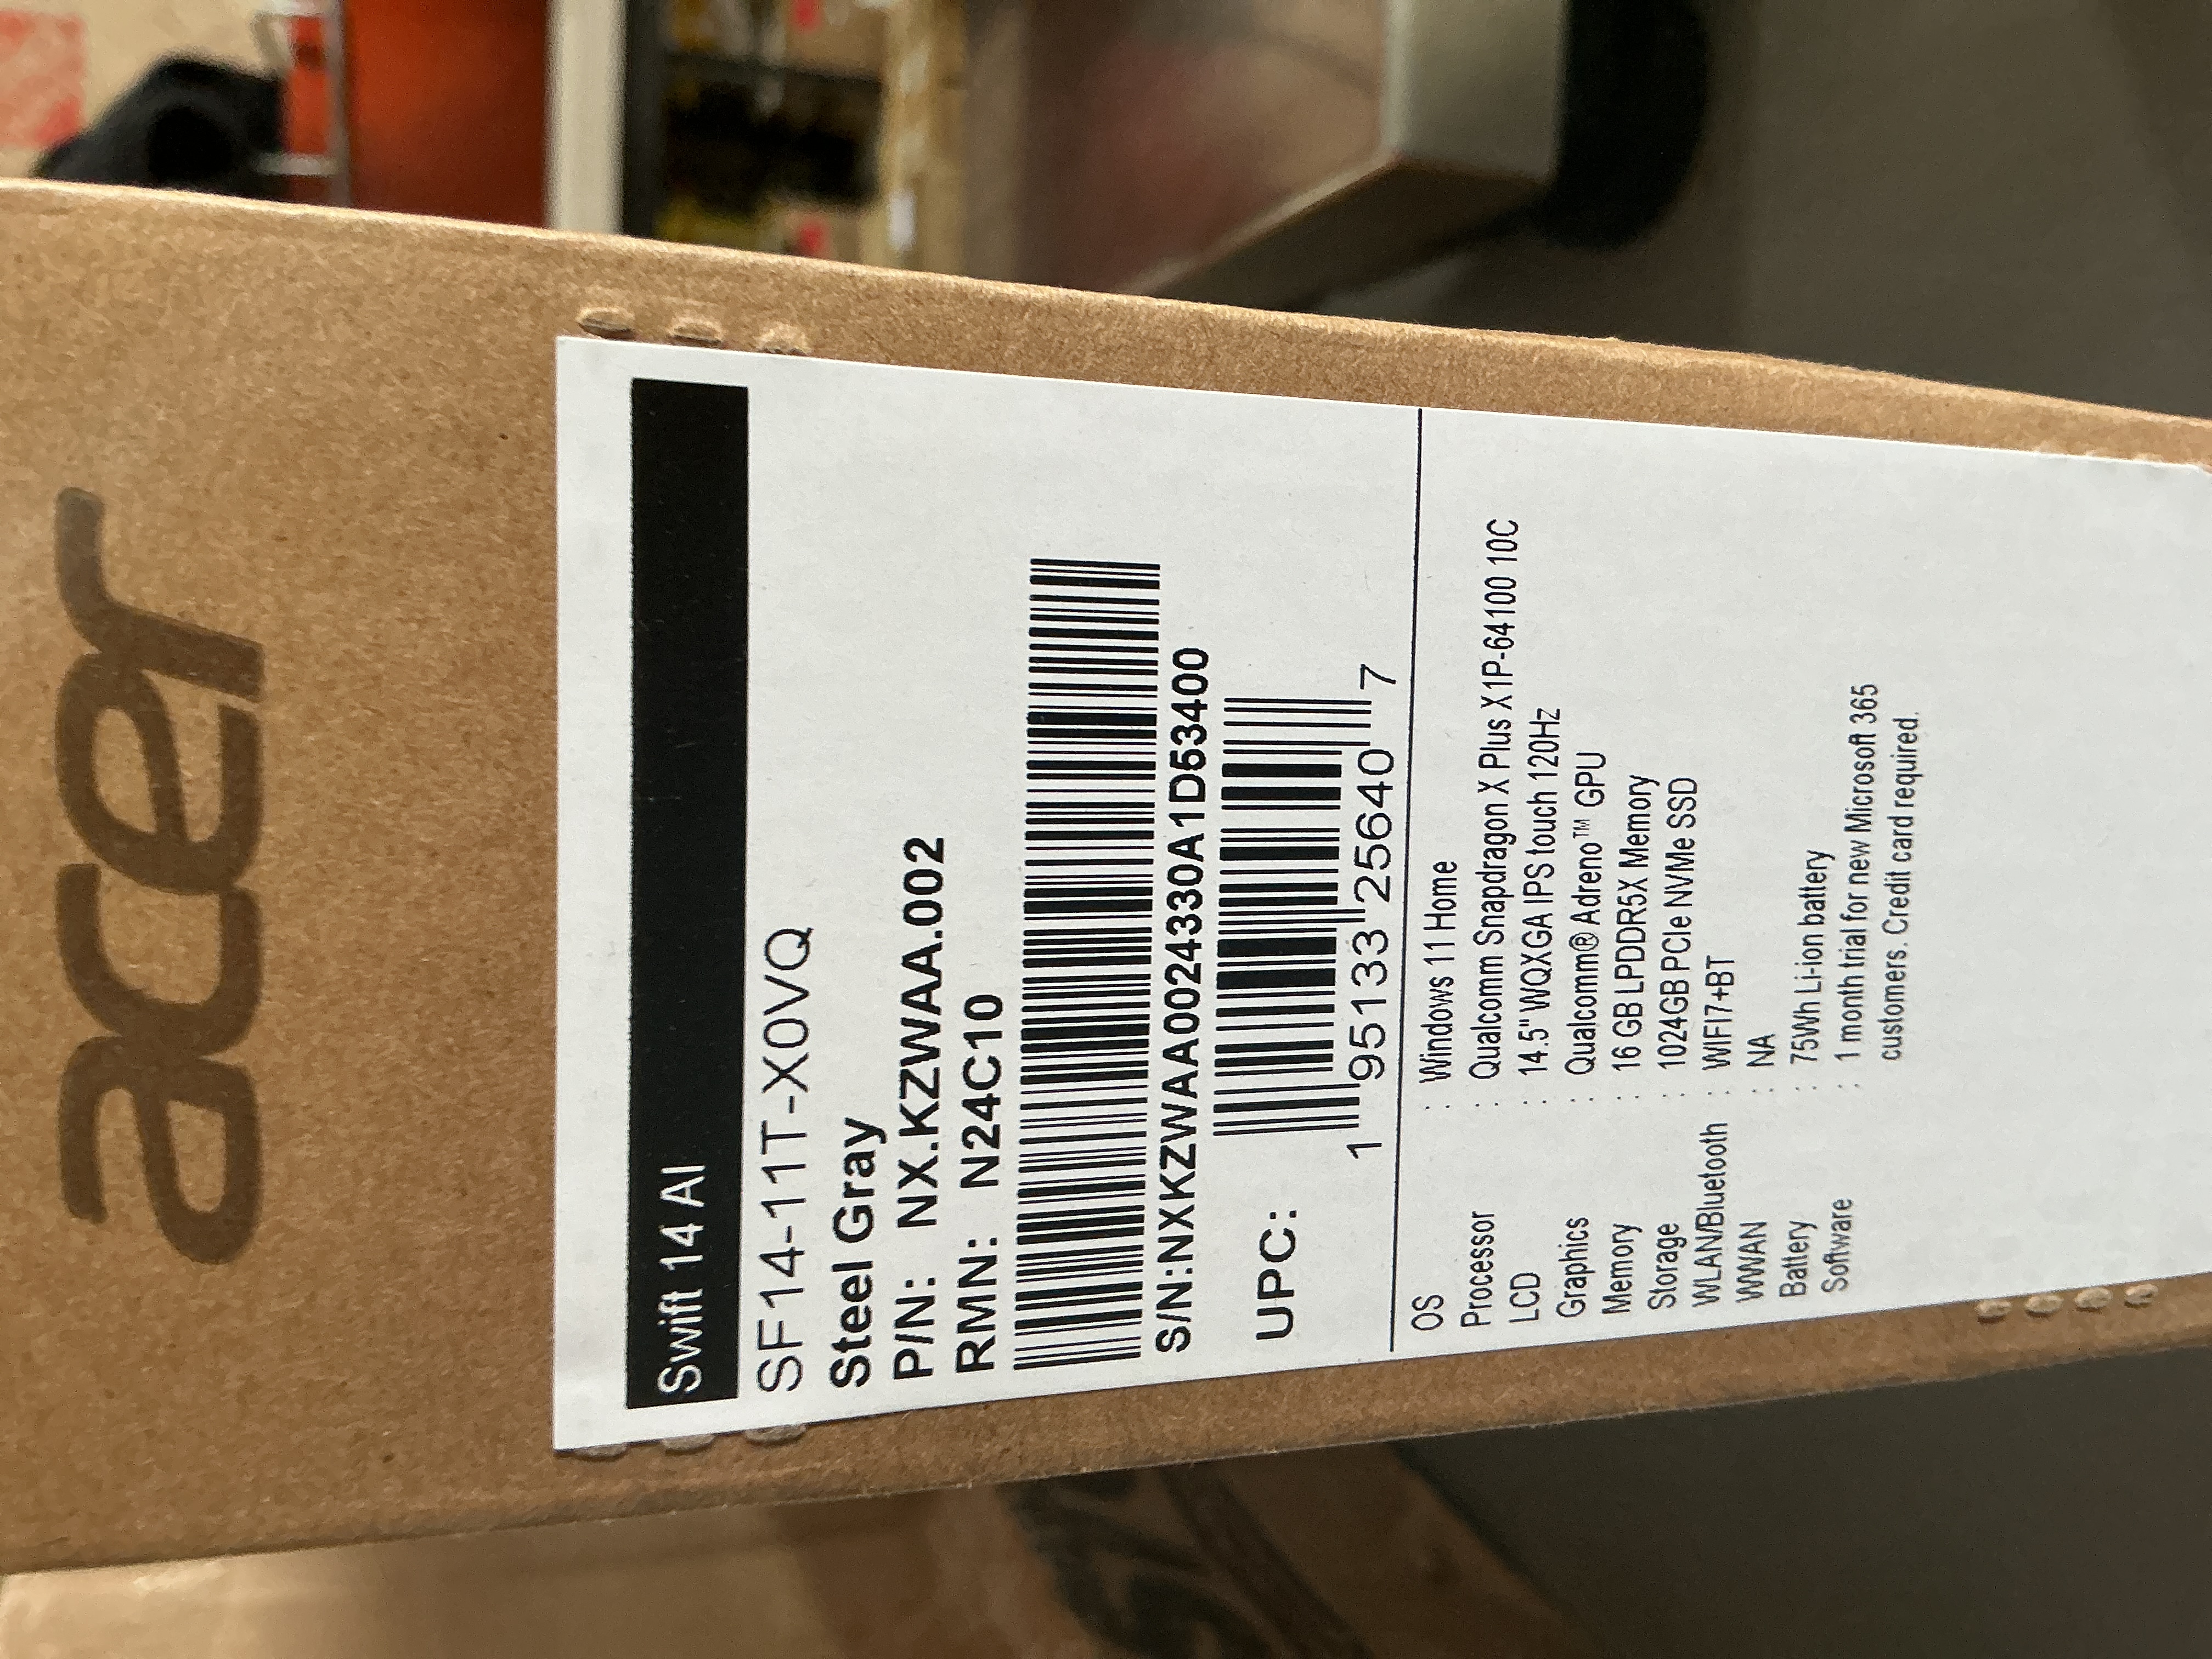 acer
Swift 14 AI
SF14-11T-X0VQ
Steel Gray
P/N: NX.KZWAA.002
RMN: N24C10
S/N:NXKZWAA0024330A1D53400
UPC: 1 95133 25640 7
OS : Windows 11 Home
Processor : Qualcomm Snapdragon X Plus X1P-64100 10C
LCD : 14.5" WQXGA IPS touch 120Hz
Graphics : Qualcomm® Adreno™ GPU
Memory : 16 GB LPDDR5X Memory
Storage : 1024GB PCIe NVMe SSD
WLAN/Bluetooth : WIFI7+BT
WWAN : NA
Battery : 75Wh Li-ion battery
Software : 1 month trial for new Microsoft 365
customers. Credit card required.